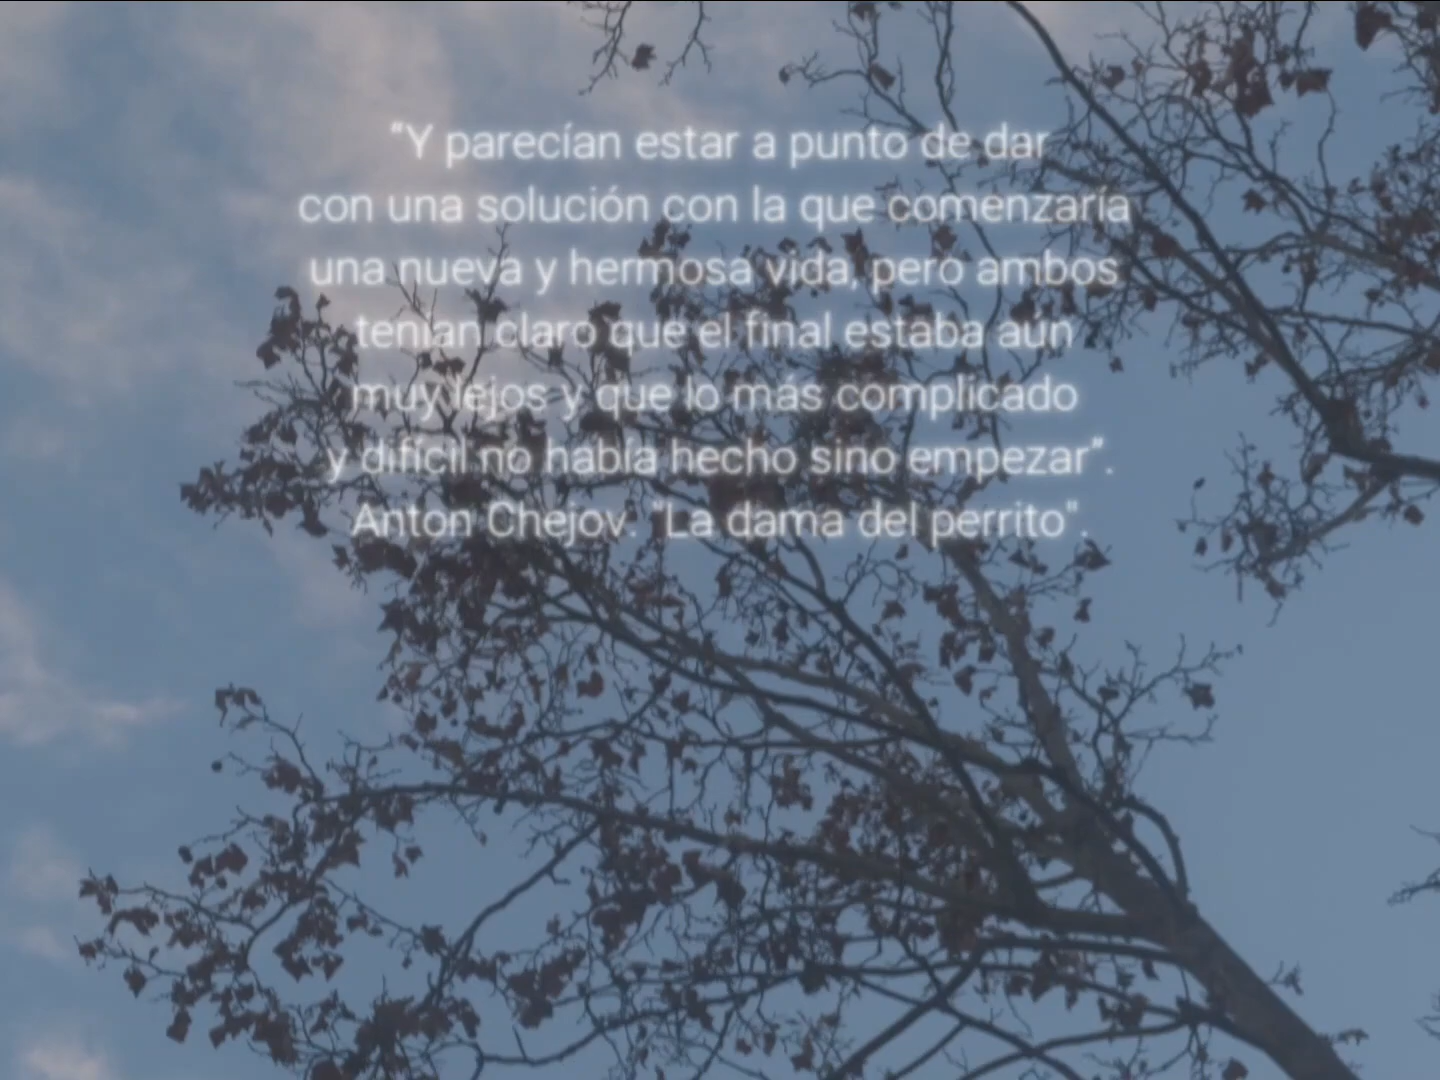 “Y parecían estar a punto de dar
con una solución con la que comenzaría
una nueva y hermosa vida, pero ambos
tenían claro que el final estaba aún
muy lejos y que lo más complicado
y difícil no había hecho sino empezar”.
Anton Chejov. "La dama del perrito".